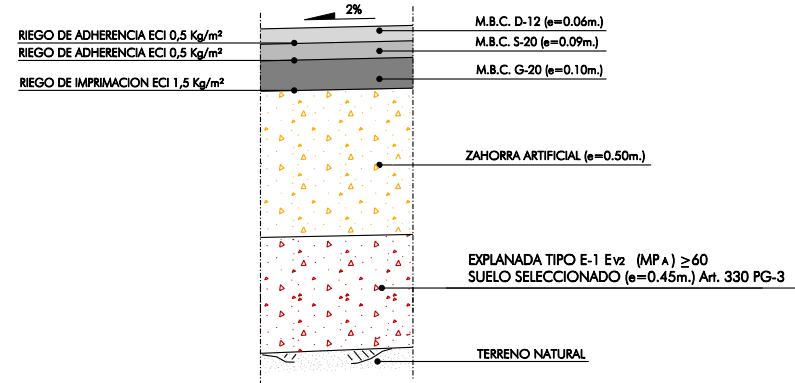 2%
M.B.C. D-12 (e=0.06m.)
RIEGO DE ADHERENCIA ECI 0,5 Kg/m²
M.B.C. S-20 (e=0.09m.)
RIEGO DE ADHERENCIA ECI 0,5 Kg/m²
M.B.C. G-20 (e=0.10m.)
RIEGO DE IMPRIMACION ECI 1,5 Kg/m²
ZAHORRA ARTIFICIAL (e=0.50m.)
EXPLANADA TIPO E-1 Ev2 (MPA) ≥60
SUELO SELECCIONADO (e=0.45m.) Art. 330 PG-3
TERRENO NATURAL